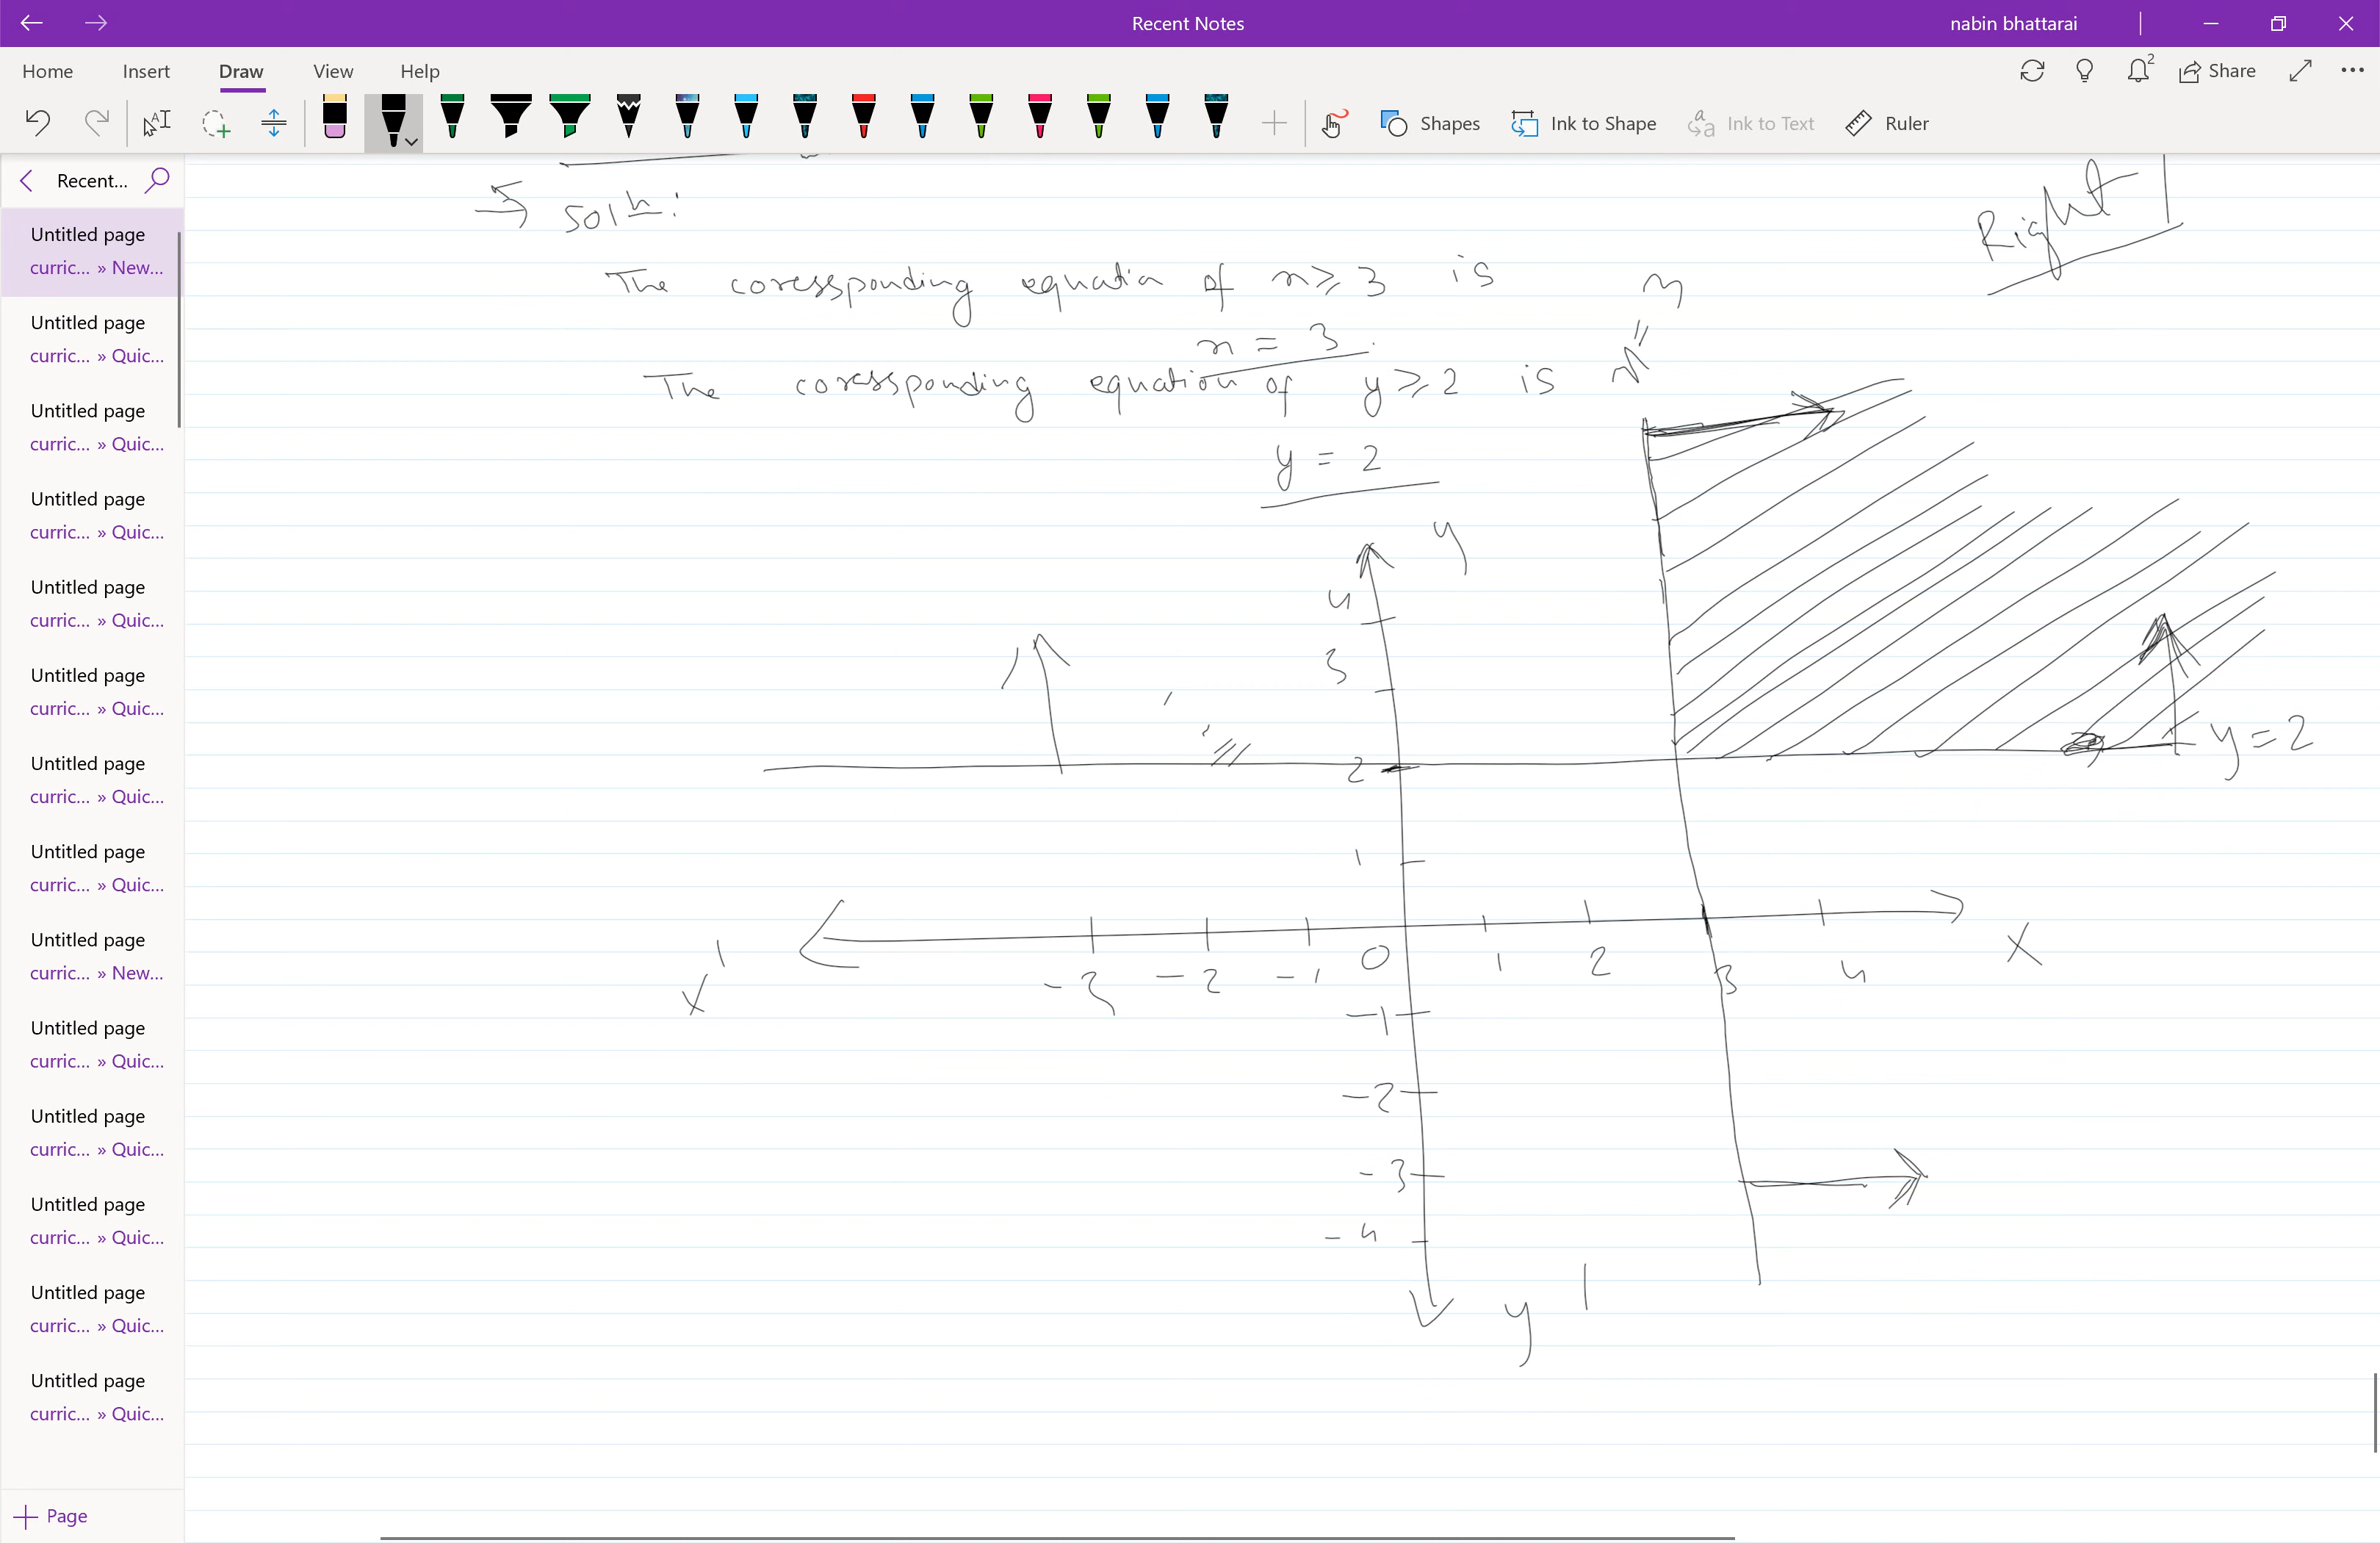 Recent Notes
nabin bhattarai
Home Insert Draw View Help
2 Share
Shapes Ink to Shape Ink to Text Ruler
Recent...
Untitled page
curric... » New...
Untitled page
curric... » Quic...
Untitled page
curric... » Quic...
Untitled page
curric... » Quic...
Untitled page
curric... » Quic...
Untitled page
curric... » Quic...
Untitled page
curric... » Quic...
Untitled page
curric... » Quic...
Untitled page
curric... » New...
Untitled page
curric... » Quic...
Untitled page
curric... » Quic...
Untitled page
curric... » Quic...
Untitled page
curric... » Quic...
Untitled page
curric... » Quic...
Page
Right
→ solⁿ:
The coresspondding equation of x ≥ 3 is
x = 3.
The coresspondding equation of y ≥ 2 is
y = 2
x = 3
y
4
3
2
y = 2
1
X' -3 -2 -1 0 1 2 3 4 X
-1
-2
-3
-4
y'